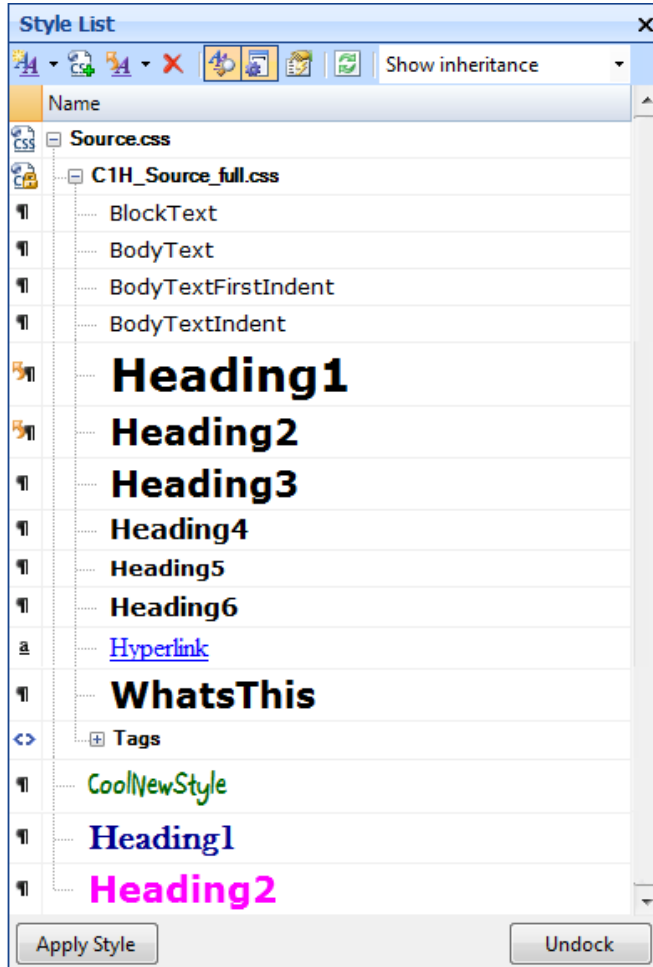 Style List
Show inheritance
Name
Source.css
C1H_Source_full.css
BlockText
BodyText
BodyTextFirstIndent
BodyTextIndent
Heading1
Heading2
Heading3
Heading4
Heading5
Heading6
Hyperlink
WhatsThis
Tags
CoolNewStyle
Heading1
Heading2
Apply Style Undock